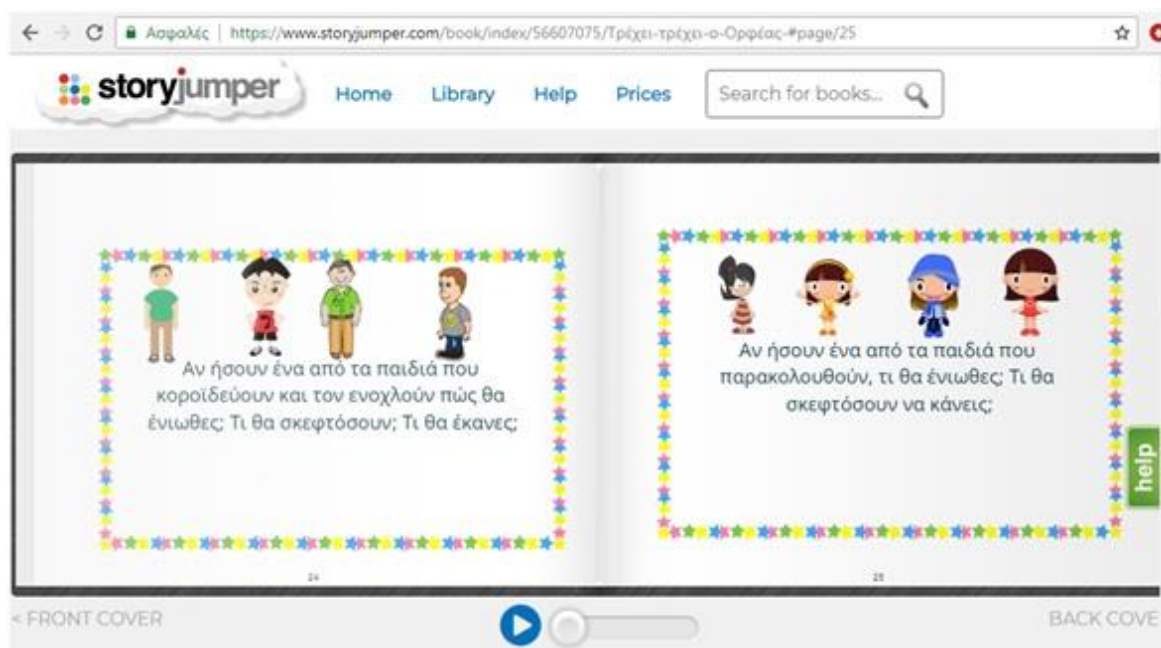 Ασφαλές | https://www.storyjumper.com/book/index/56607075/Τρέχει-τρέχει-ο-Ορφέας-#page/25
storyjumper
Home Library Help Prices Search for books...
Αν ήσουν ένα από τα παιδιά που
κοροϊδεύουν και τον ενοχλούν πώς θα
ένιωθες; Τι θα σκεφτόσουν; Τι θα έκανες;
24
Αν ήσουν ένα από τα παιδιά που
παρακολουθούν, τι θα ένιωθες; Τι θα
σκεφτόσουν να κάνεις;
25
help
< FRONT COVER
BACK COVE